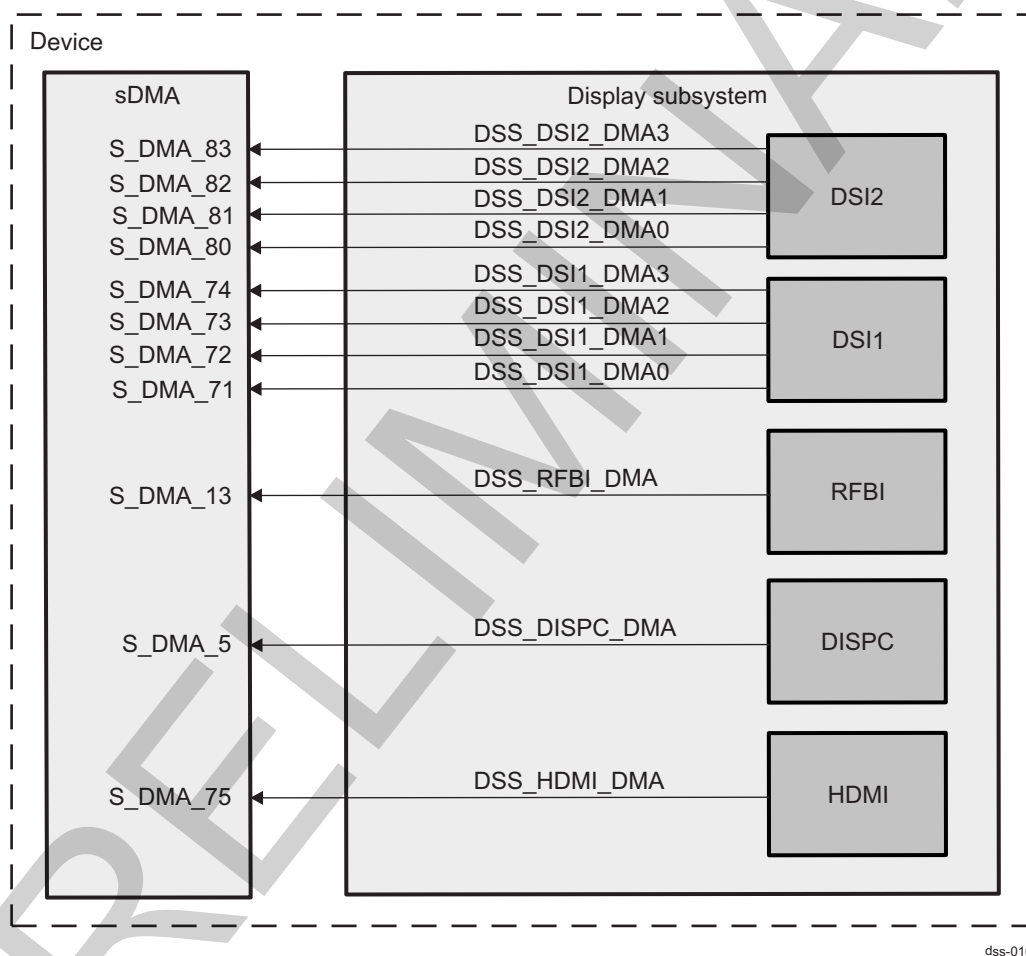 Device
sDMA
Display subsystem
S_DMA_83
DSS_DSI2_DMA3
S_DMA_82
DSS_DSI2_DMA2
S_DMA_81
DSS_DSI2_DMA1
S_DMA_80
DSS_DSI2_DMA0
DSI2
S_DMA_74
DSS_DSI1_DMA3
S_DMA_73
DSS_DSI1_DMA2
S_DMA_72
DSS_DSI1_DMA1
S_DMA_71
DSS_DSI1_DMA0
DSI1
S_DMA_13
DSS_RFBI_DMA
RFBI
S_DMA_5
DSS_DISPC_DMA
DISPC
S_DMA_75
DSS_HDMI_DMA
HDMI